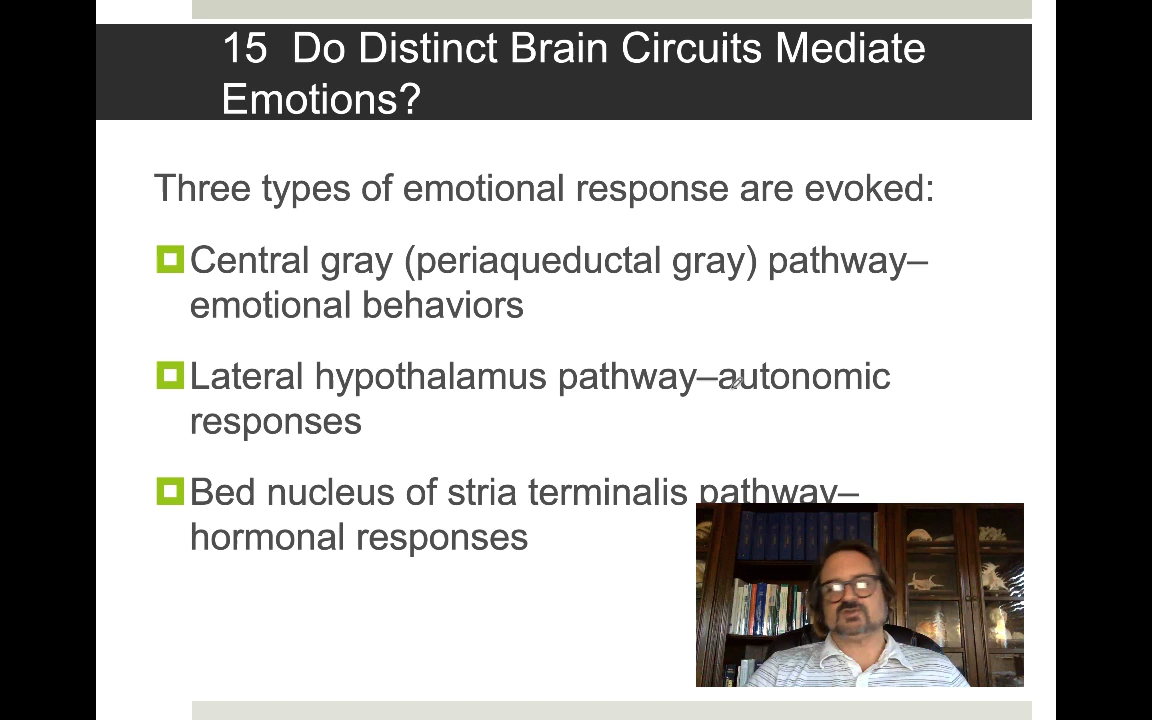 15 Do Distinct Brain Circuits Mediate
Emotions?
Three types of emotional response are evoked:
Central gray (periaqueductal gray) pathway–
emotional behaviors
Lateral hypothalamus pathway–autonomic
responses
Bed nucleus of stria terminalis pathway–
hormonal responses